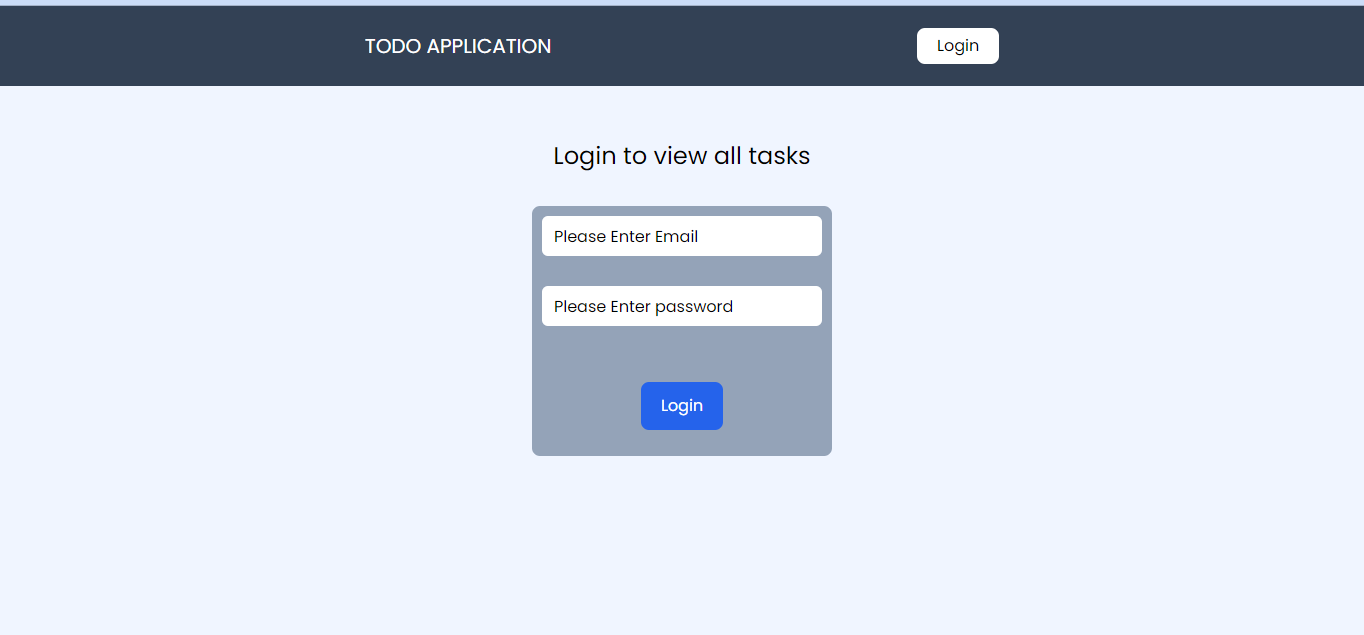 TODO APPLICATION
Login
Login to view all tasks
Please Enter Email
Please Enter password
Login